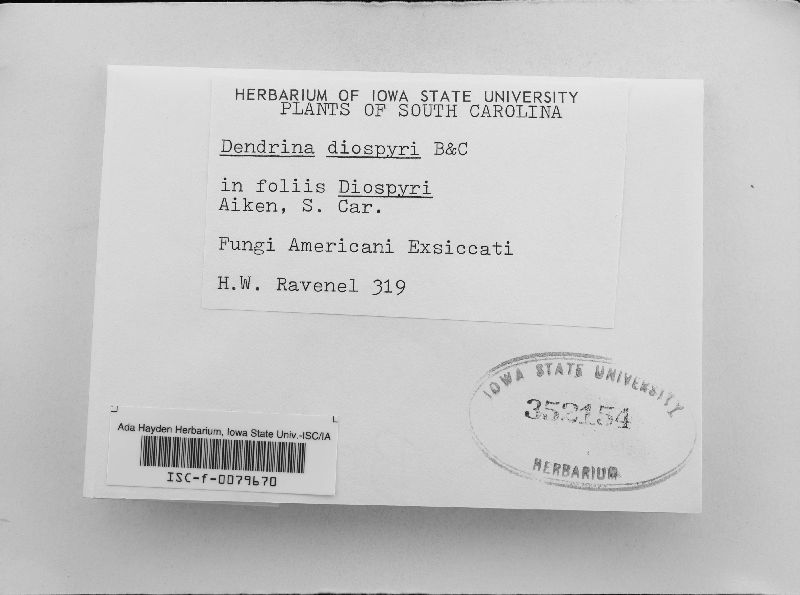 HERBARIUM OF IOWA STATE UNIVERSITY
PLANTS OF SOUTH CAROLINA
Dendrina diospyri B&C
in foliis Diospyri
Aiken, S. Car.
Fungi Americani Exsiccati
H.W. Ravenel 319
IOWA STATE UNIVERSITY
352154
HERBARIUM
Ada Hayden Herbarium, Iowa State Univ.-ISC/IA
ISC-f-0079670